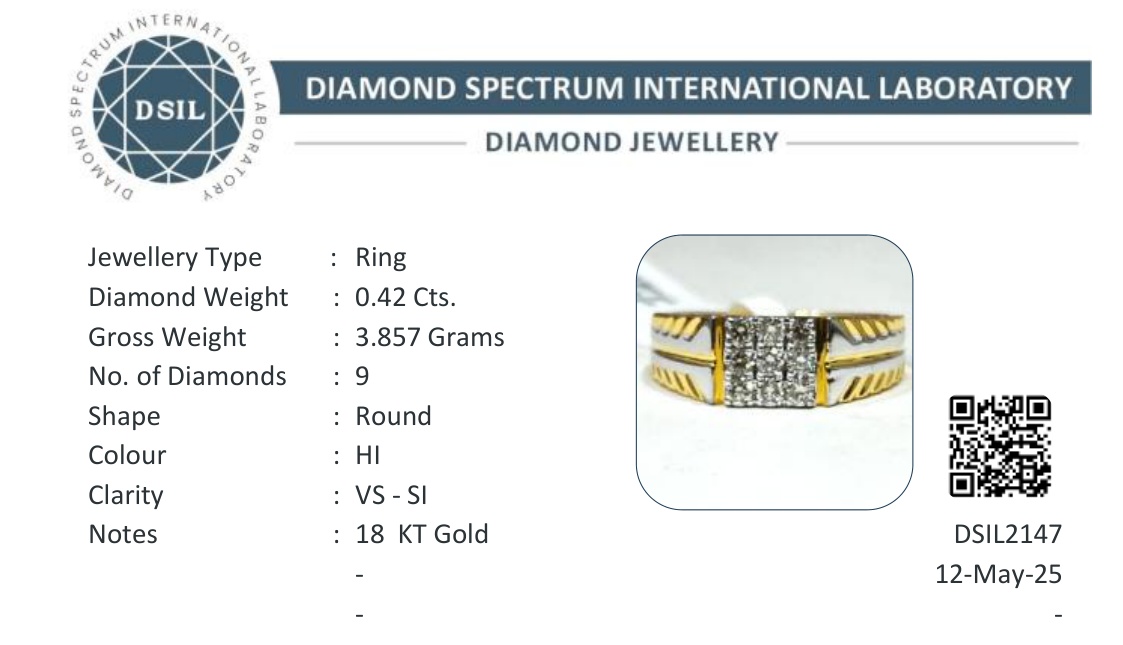 DIAMOND SPECTRUM INTERNATIONAL LABORATORY
DSIL
DIAMOND SPECTRUM INTERNATIONAL LABORATORY
DIAMOND JEWELLERY
Jewellery Type : Ring
Diamond Weight : 0.42 Cts.
Gross Weight : 3.857 Grams
No. of Diamonds : 9
Shape : Round
Colour : HI
Clarity : VS - SI
Notes : 18 KT Gold
-
-
DSIL2147
12-May-25
-